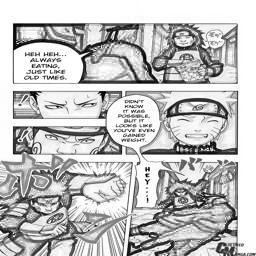 HEH HEH...
ALWAYS
EATING,
JUST LIKE
OLD TIMES.
DIDN'T
KNOW IT
WAS
POSSIBLE,
BUT IT
LOOKS LIKE
YOU'VE EVEN
GAINED
WEIGHT.
HEY...!